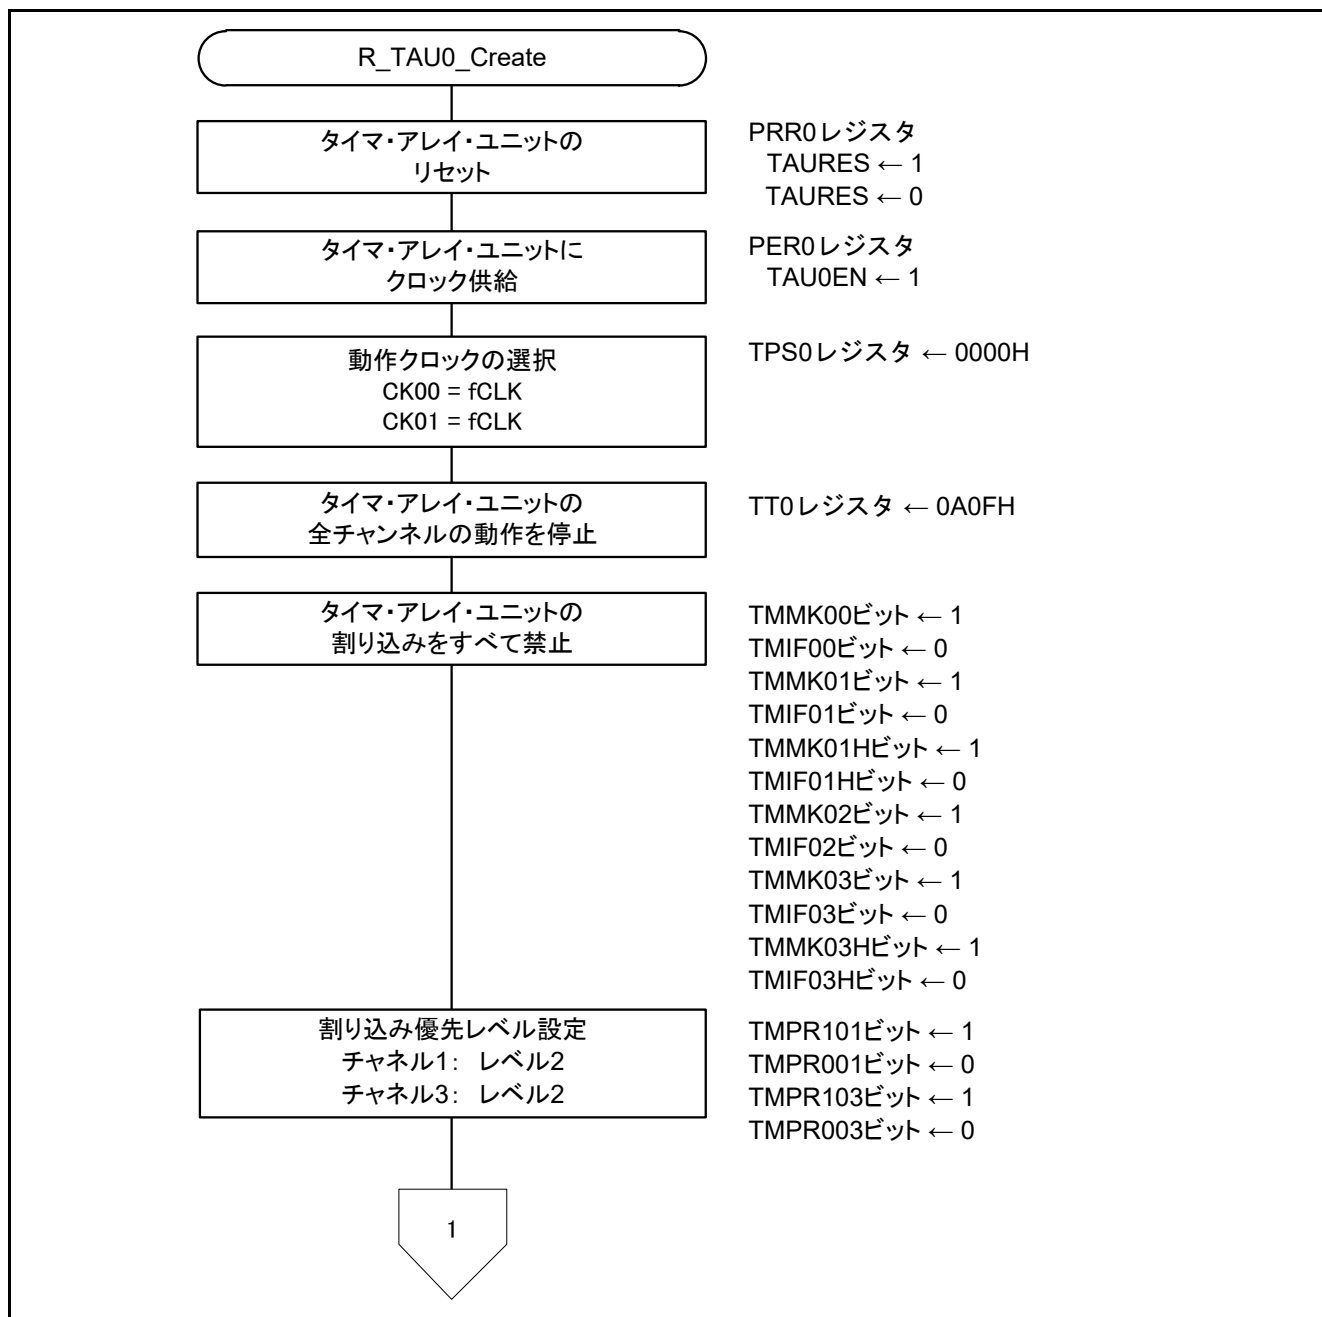 R_TAU0_Create
タイマ・アレイ・ユニットの
リセット
PRR0レジスタ
TAURES ← 1
TAURES ← 0
タイマ・アレイ・ユニットに
クロック供給
PER0レジスタ
TAU0EN ← 1
動作クロックの選択
CK00 = fCLK
CK01 = fCLK
TPS0レジスタ ← 0000H
タイマ・アレイ・ユニットの
全チャンネルの動作を停止
TT0レジスタ ← 0A0FH
タイマ・アレイ・ユニットの
割り込みをすべて禁止
TMMK00ビット ← 1
TMIF00ビット ← 0
TMMK01ビット ← 1
TMIF01ビット ← 0
TMMK01Hビット ← 1
TMIF01Hビット ← 0
TMMK02ビット ← 1
TMIF02ビット ← 0
TMMK03ビット ← 1
TMIF03ビット ← 0
TMMK03Hビット ← 1
TMIF03Hビット ← 0
割り込み優先レベル設定
チャネル1： レベル2
チャネル3： レベル2
TMPR101ビット ← 1
TMPR001ビット ← 0
TMPR103ビット ← 1
TMPR003ビット ← 0
1